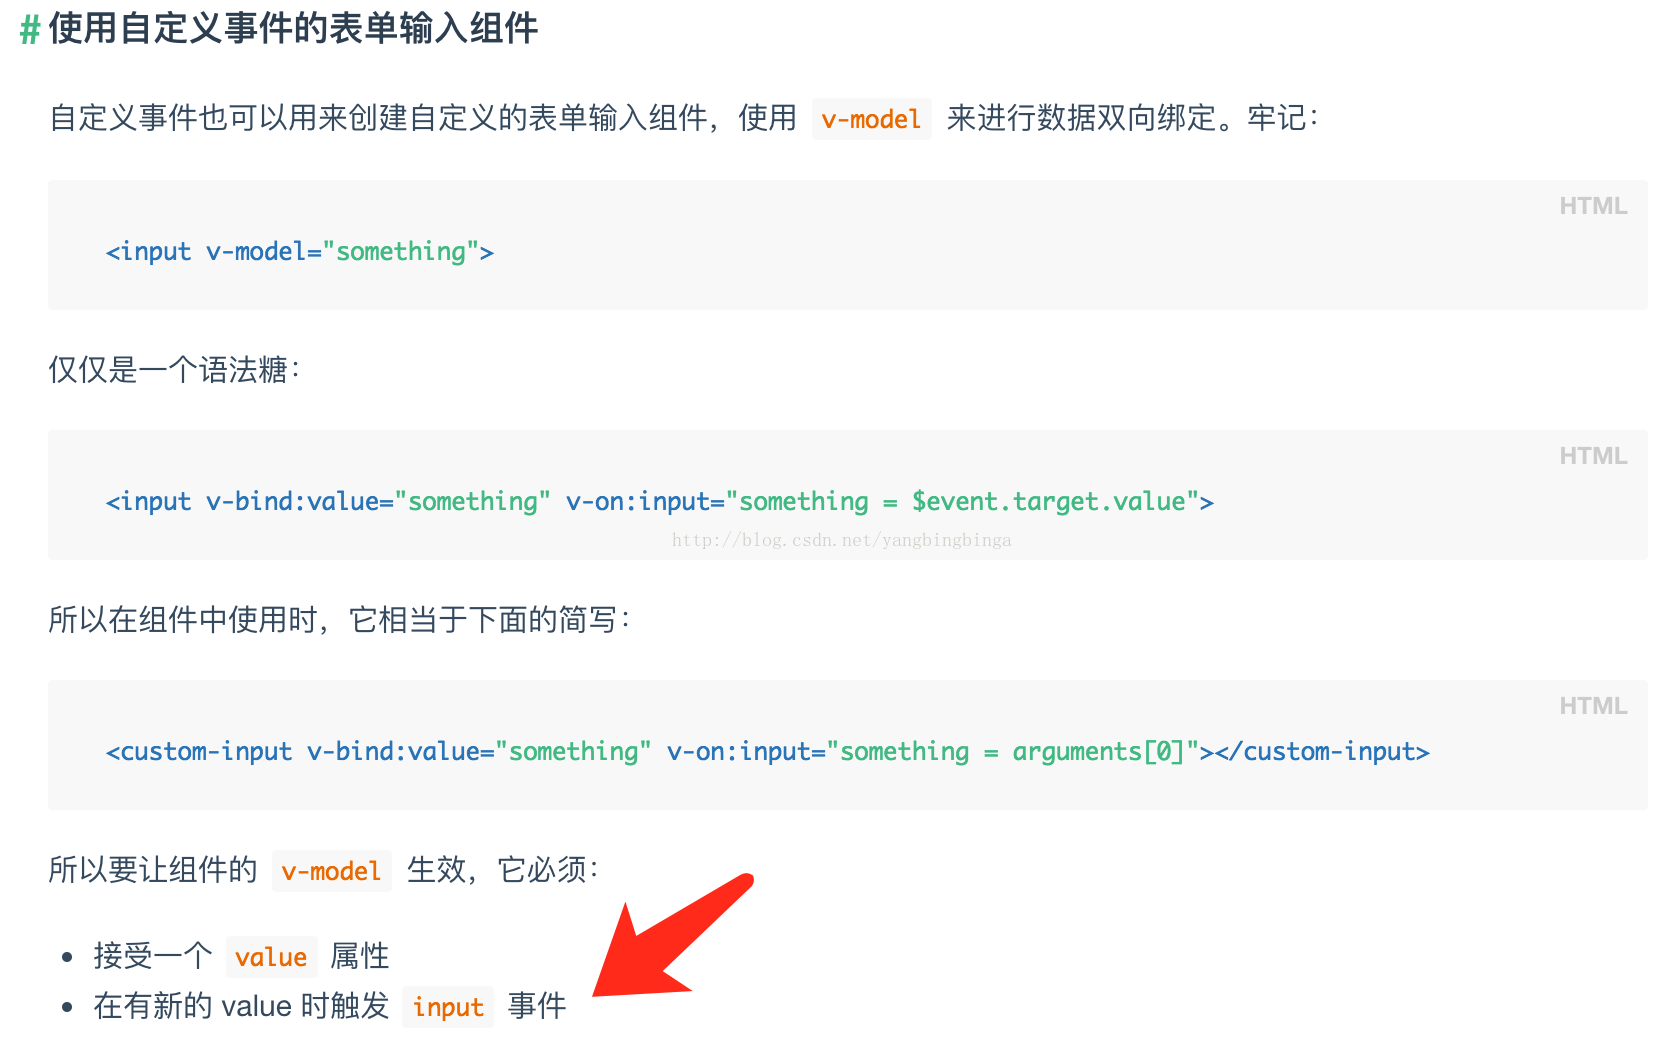 # 使用自定义事件的表单输入组件
自定义事件也可以用来创建自定义的表单输入组件，使用 v-model 来进行数据双向绑定。牢记：
HTML
<input v-model="something">
仅仅是一个语法糖：
HTML
<input v-bind:value="something" v-on:input="something = $event.target.value">
http://blog.csdn.net/yangbingbinga
所以在组件中使用时，它相当于下面的简写：
HTML
<custom-input v-bind:value="something" v-on:input="something = arguments[0]"></custom-input>
所以要让组件的 v-model 生效，它必须：
• 接受一个 value 属性
• 在有新的 value 时触发 input 事件